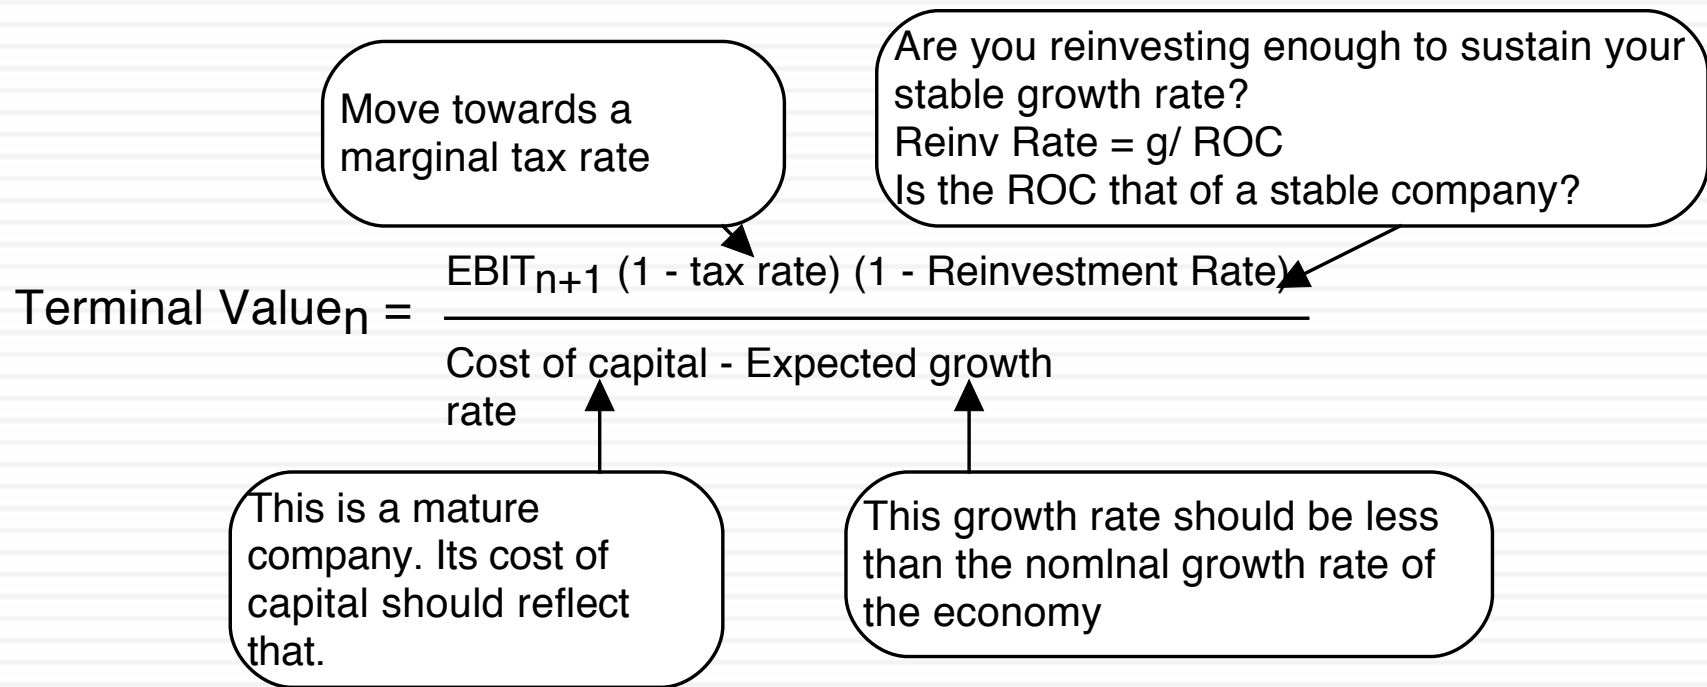 Move towards a
marginal tax rate
Are you reinvesting enough to sustain your
stable growth rate?
Reinv Rate = g/ ROC
Is the ROC that of a stable company?
Terminal Valuen =
EBITn+1 (1 - tax rate) (1 - Reinvestment Rate)
Cost of capital - Expected growth
rate
This is a mature
company. Its cost of
capital should reflect
that.
This growth rate should be less
than the nomInal growth rate of
the economy